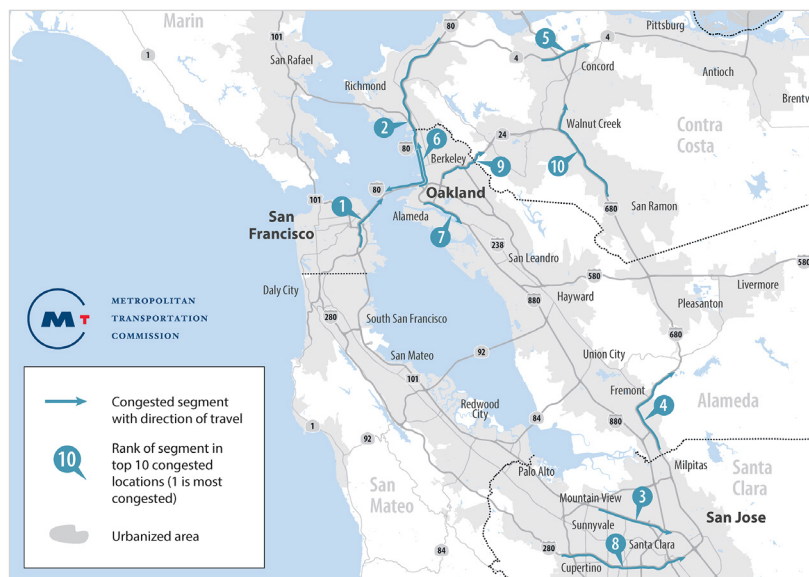 Marin
80
101
Pittsburg
1
San Rafael
5
4
4
Concord
Antioch
Richmond
Brentv
2
Walnut Creek
6
24
Contra
Costa
80
Berkeley
9
10
80
Oakland
101
680
San
Francisco
1
Alameda
San Ramon
7
238
San Leandro
580
580
Daly City
880
Hayward
Livermore
Pleasanton
METROPOLITAN
TRANSPORTATION
COMMISSION
MT
280
South San Francisco
680
San Mateo
92
Union City
101
Fremont
680
Alameda
Redwood
City
4
84
880
1
92
Congested segment
with direction of travel
10
Rank of segment in
top 10 congested
locations (1 is most
congested)
Urbanized area
Palo Alto
Milpitas
Santa
Clara
San
Mateo
Mountain View
3
San Jose
Sunnyvale
84
280
8
Santa Clara
Cupertino